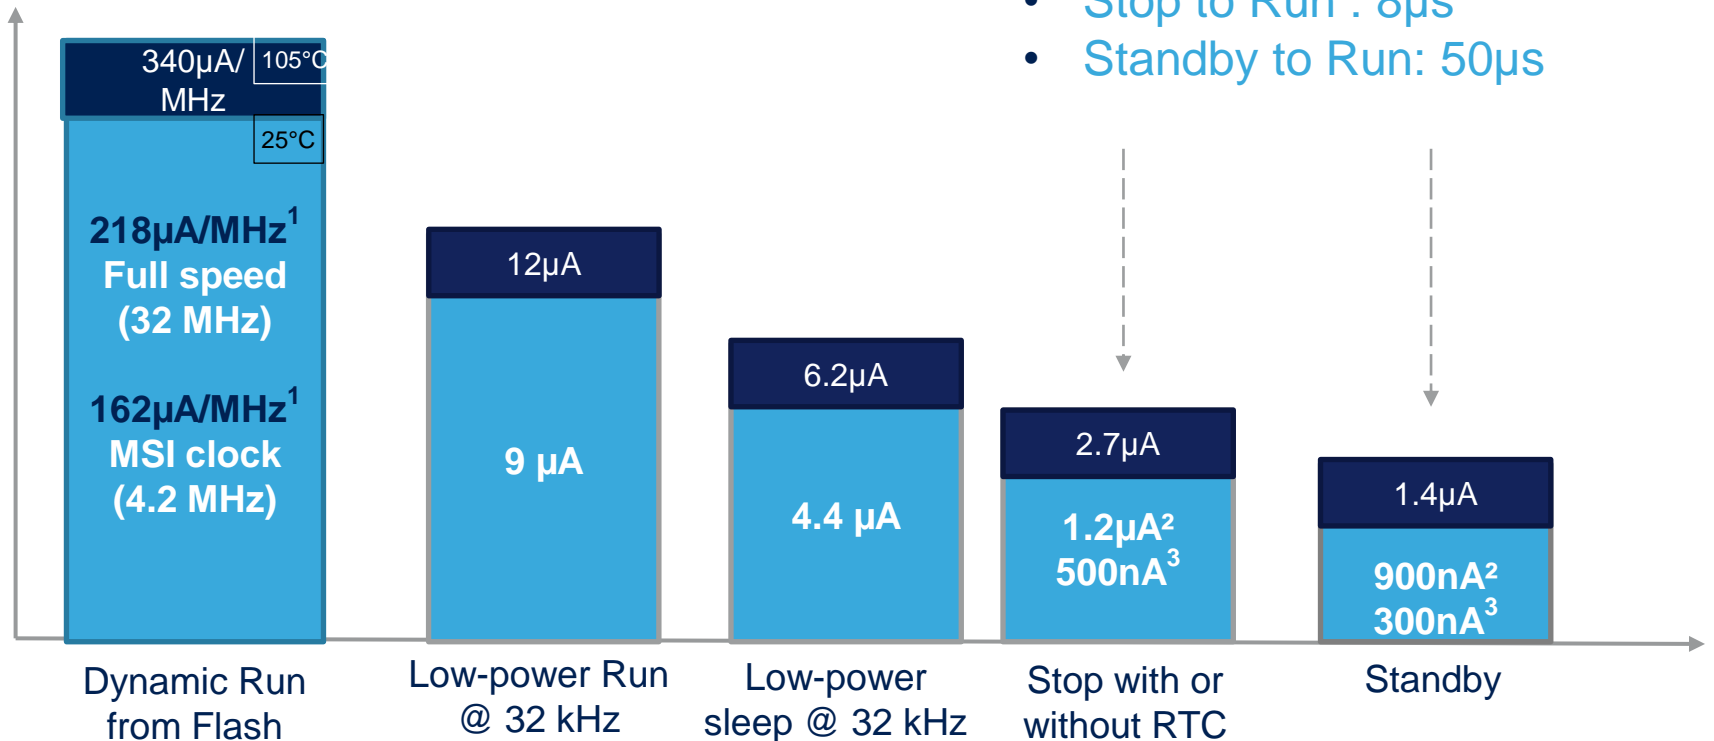 • Stop to Run : 8µs
• Standby to Run: 50µs
340µA/
MHz
105°C
25°C
218µA/MHz¹
Full speed
(32 MHz)
162µA/MHz¹
MSI clock
(4.2 MHz)
12µA
9 µA
6.2µA
4.4 µA
2.7µA
1.2µA²
500nA³
1.4µA
900nA²
300nA³
Dynamic Run
from Flash
Low-power Run
@ 32 kHz
Low-power
sleep @ 32 kHz
Stop with or
without RTC
Standby